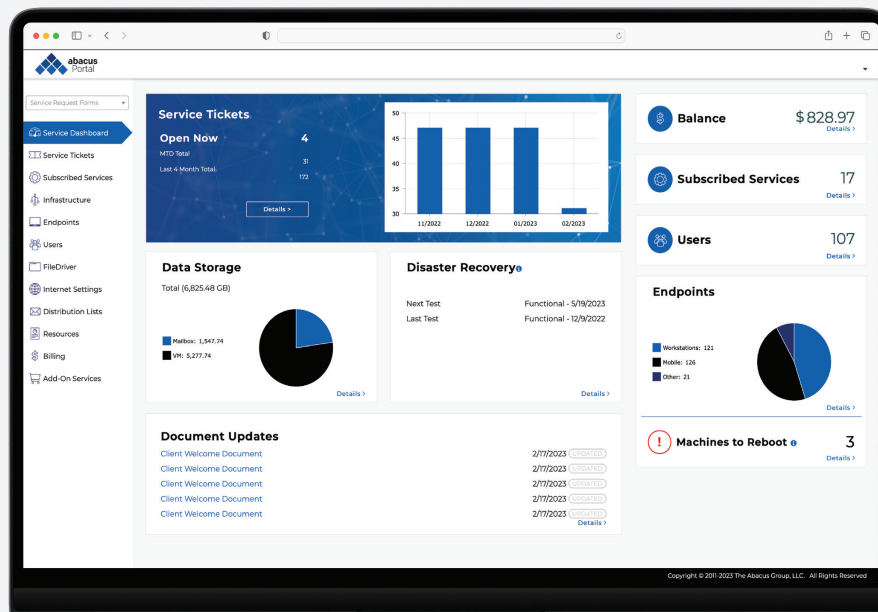 abacus
Portal
Service Request Forms
Service Dashboard
Service Tickets
Subscribed Services
Infrastructure
Endpoints
Users
FileDriver
Internet Settings
Distribution Lists
Resources
Billing
Add-On Services
Service Tickets
Open Now 4
MTD Total 31
Last 4 Month Total 172
Details >
50
45
40
35
30
11/2022 12/2022 01/2023 02/2023
Balance $828.97
Details >
Subscribed Services 17
Details >
Users 107
Details >
Data Storage
Total (6,825.48 GB)
Mailbox: 1,547.74
VM: 5,277.74
Details >
Disaster Recovery
Next Test Functional - 5/19/2023
Last Test Functional - 12/9/2022
Details >
Endpoints
Workstations: 121
Mobile: 126
Other: 21
Details >
Machines to Reboot 3
Details >
Document Updates
Client Welcome Document 2/17/2023 UPDATED
Client Welcome Document 2/17/2023 UPDATED
Client Welcome Document 2/17/2023 UPDATED
Client Welcome Document 2/17/2023 UPDATED
Client Welcome Document 2/17/2023 UPDATED
Details >
Copyright © 2011-2023 The Abacus Group, LLC. All Rights Reserved